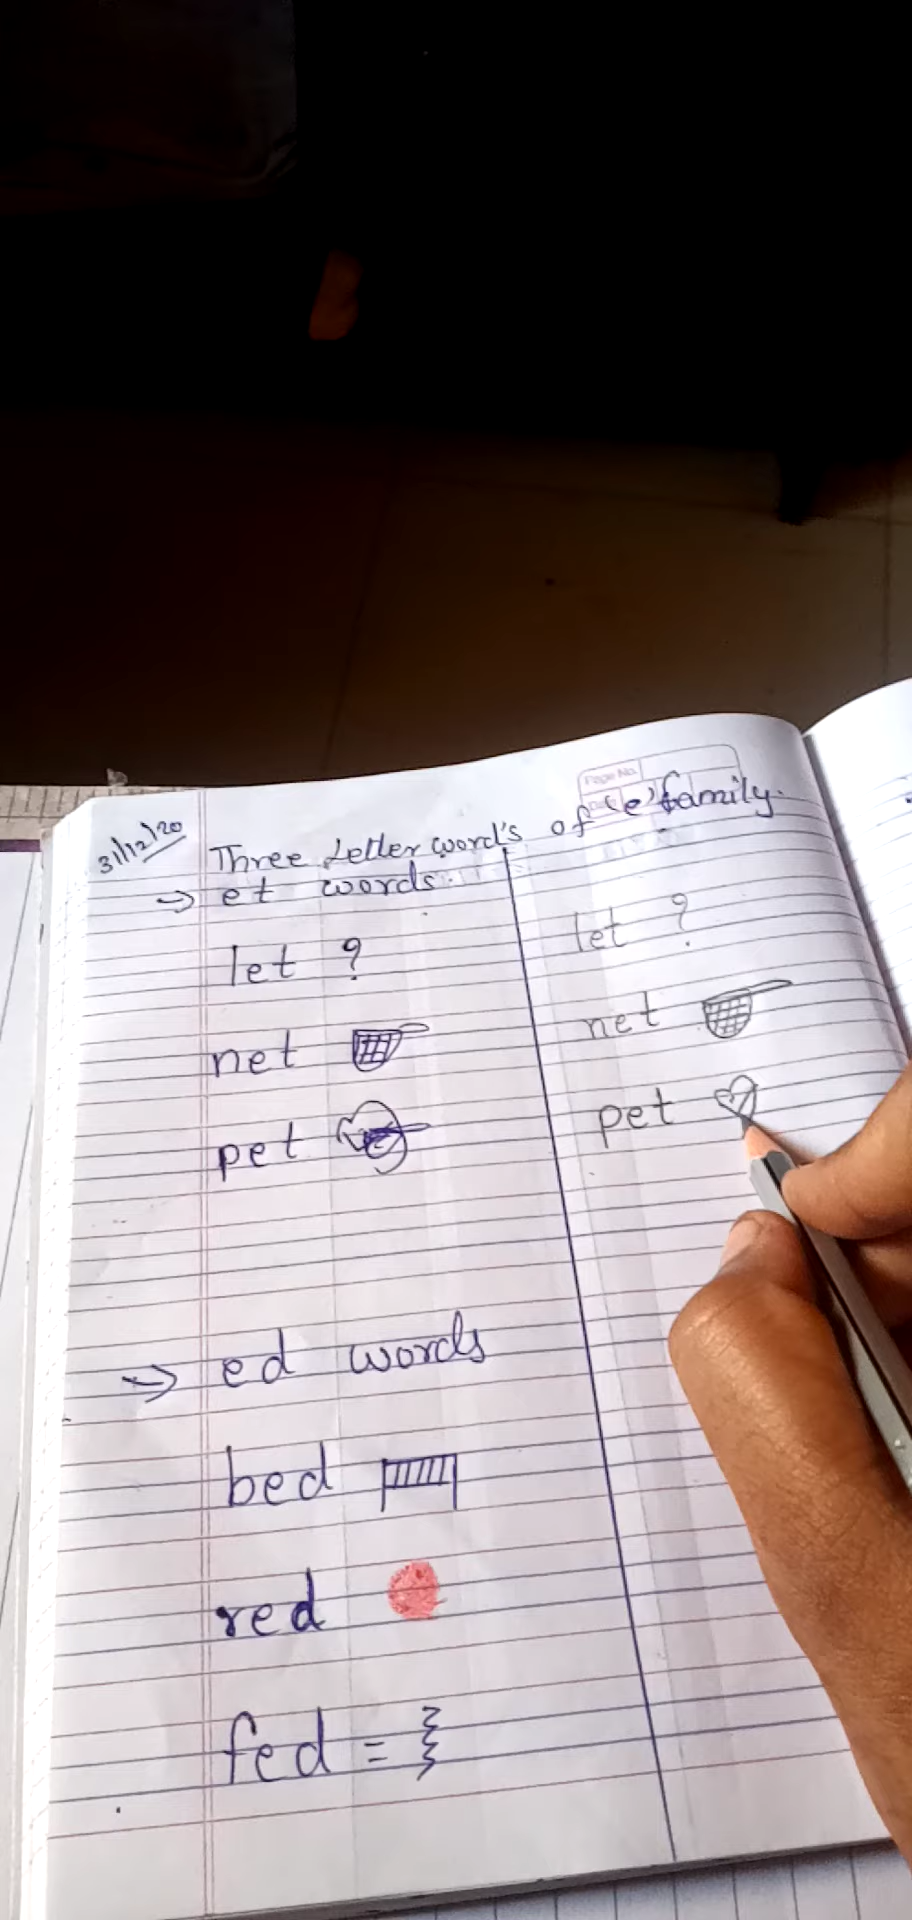 Page No.
31/12/20
Three Letter word's of 'e' family.
→ et words.
let ?
net
pet
let ?
net
pet
→ ed words
bed
red
fed =